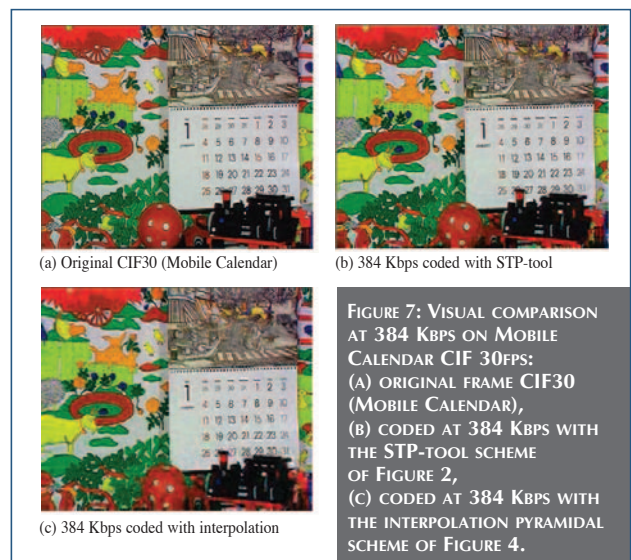 (a) Original CIF30 (Mobile Calendar)
(b) 384 Kbps coded with STP-tool
(c) 384 Kbps coded with interpolation
FIGURE 7: VISUAL COMPARISON
AT 384 KBPS ON MOBILE
CALENDAR CIF 30FPS:
(A) ORIGINAL FRAME CIF30
(MOBILE CALENDAR),
(B) CODED AT 384 KBPS WITH
THE STP-TOOL SCHEME
OF FIGURE 2,
(C) CODED AT 384 KBPS WITH
THE INTERPOLATION PYRAMIDAL
SCHEME OF FIGURE 4.